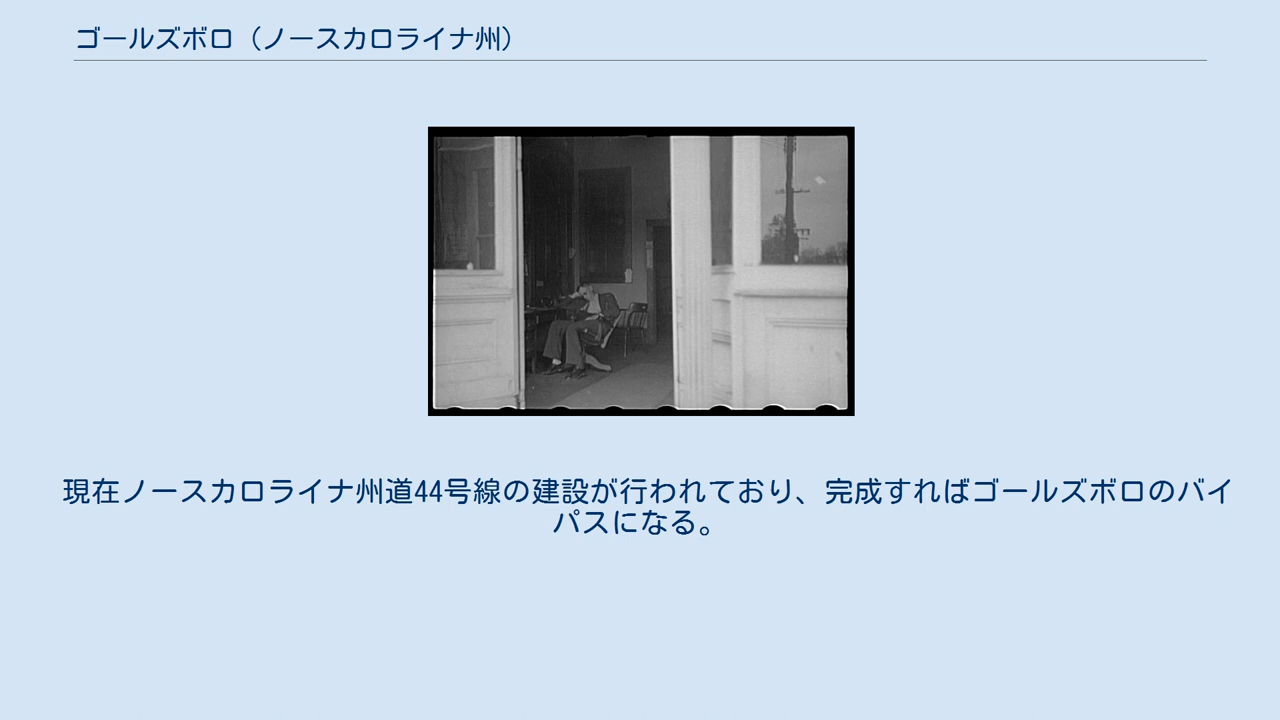 ゴールズボロ（ノースカロライナ州）
現在ノースカロライナ州道44号線の建設が行われており、完成すればゴールズボロのバイ
パスになる。